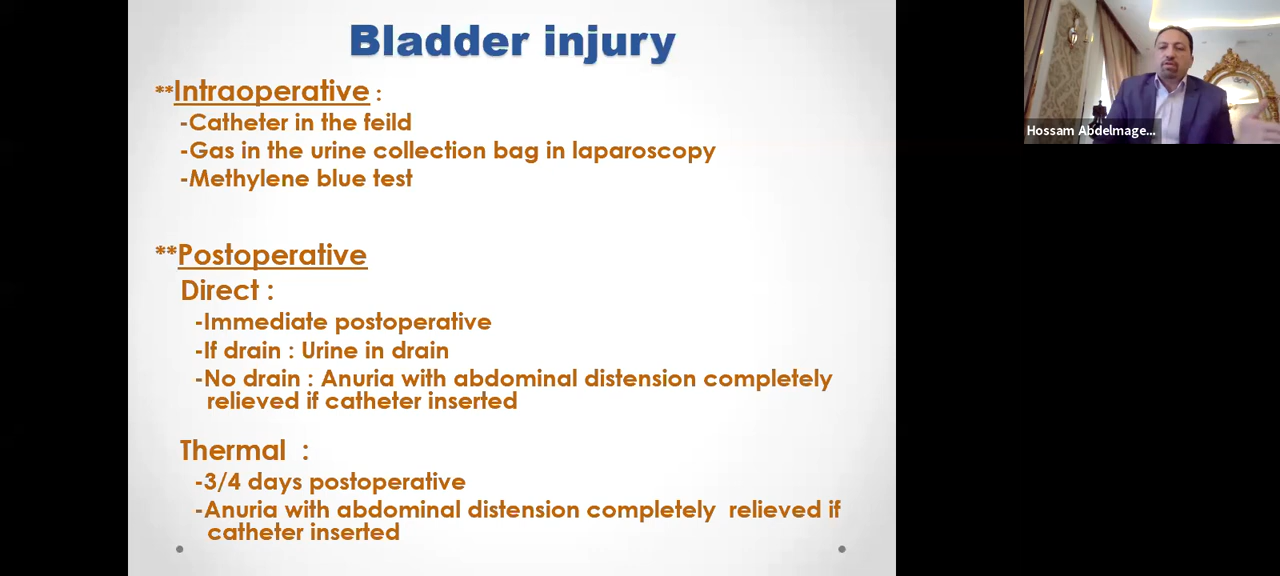 Bladder injury
**Intraoperative :
-Catheter in the feild
-Gas in the urine collection bag in laparoscopy
-Methylene blue test
**Postoperative
Direct :
-Immediate postoperative
-If drain : Urine in drain
-No drain : Anuria with abdominal distension completely
relieved if catheter inserted
Thermal :
-3/4 days postoperative
-Anuria with abdominal distension completely relieved if
catheter inserted
Hossam Abdelmage...